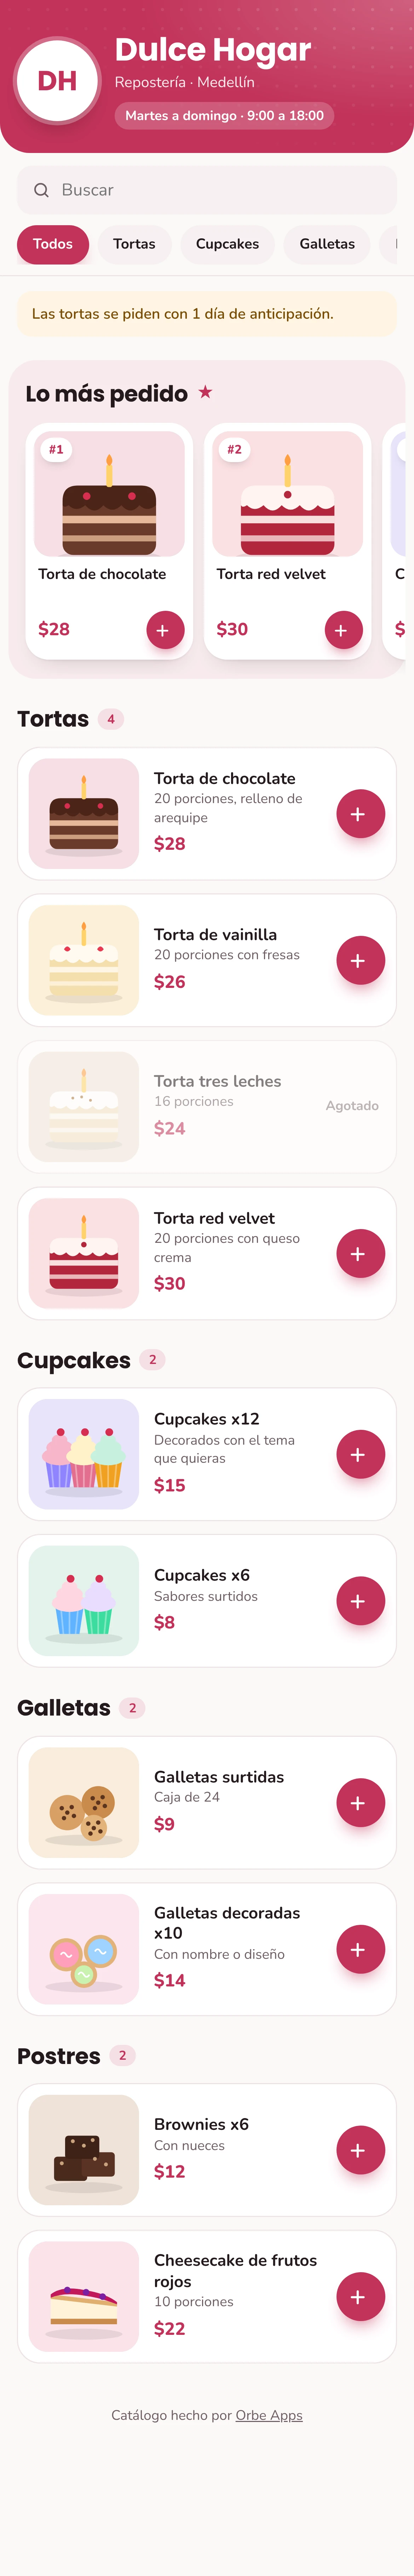 DH
Dulce Hogar
Repostería · Medellín
Martes a domingo · 9:00 a 18:00
Buscar
Todos
Tortas
Cupcakes
Galletas
Las tortas se piden con 1 día de anticipación.
Lo más pedido ★
#1
Torta de chocolate
$28
+
#2
Torta red velvet
$30
+
C
$
Tortas 4
Torta de chocolate
20 porciones, relleno de
arequipe
$28
+
Torta de vainilla
20 porciones con fresas
$26
+
Torta tres leches
16 porciones
$24
Agotado
Torta red velvet
20 porciones con queso
crema
$30
+
Cupcakes 2
Cupcakes x12
Decorados con el tema
que quieras
$15
+
Cupcakes x6
Sabores surtidos
$8
+
Galletas 2
Galletas surtidas
Caja de 24
$9
+
Galletas decoradas
x10
Con nombre o diseño
$14
+
Postres 2
Brownies x6
Con nueces
$12
+
Cheesecake de frutos
rojos
10 porciones
$22
+
Catálogo hecho por Orbe Apps